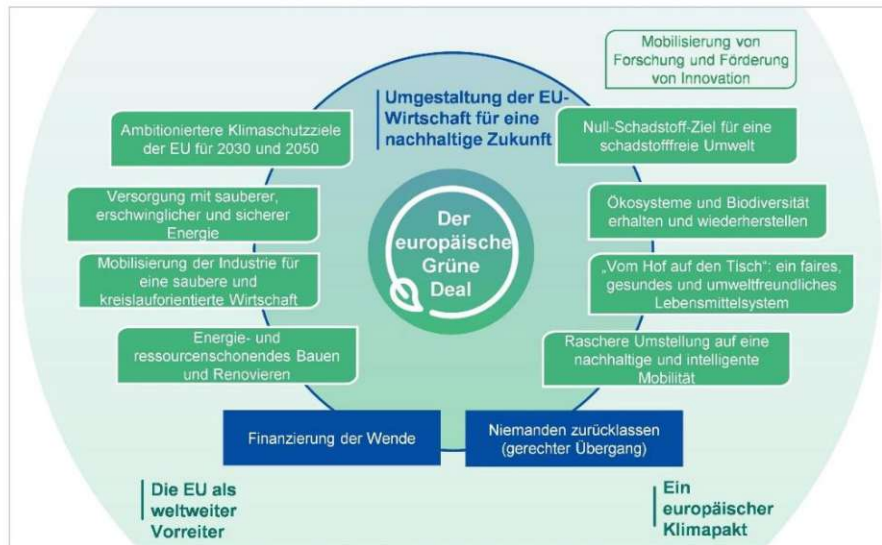 Mobilisierung von
Forschung und Förderung
von Innovation
Umgestaltung der EU-
Wirtschaft für eine
nachhaltige Zukunft
Ambitioniertere Klimaschutzziele
der EU für 2030 und 2050
Null-Schadstoff-Ziel für eine
schadstofffreie Umwelt
Versorgung mit sauberer,
erschwinglicher und sicherer
Energie
Ökosysteme und Biodiversität
erhalten und wiederherstellen
Der
europäische
Grüne
Deal
Mobilisierung der Industrie für
eine saubere und
kreislauforientierte Wirtschaft
„Vom Hof auf den Tisch“: ein faires,
gesundes und umweltfreundliches
Lebensmittelsystem
Energie- und
ressourcenschonendes Bauen
und Renovieren
Raschere Umstellung auf eine
nachhaltige und intelligente
Mobilität
Finanzierung der Wende
Niemanden zurücklassen
(gerechter Übergang)
Die EU als
weltweiter
Vorreiter
Ein
europäischer
Klimapakt